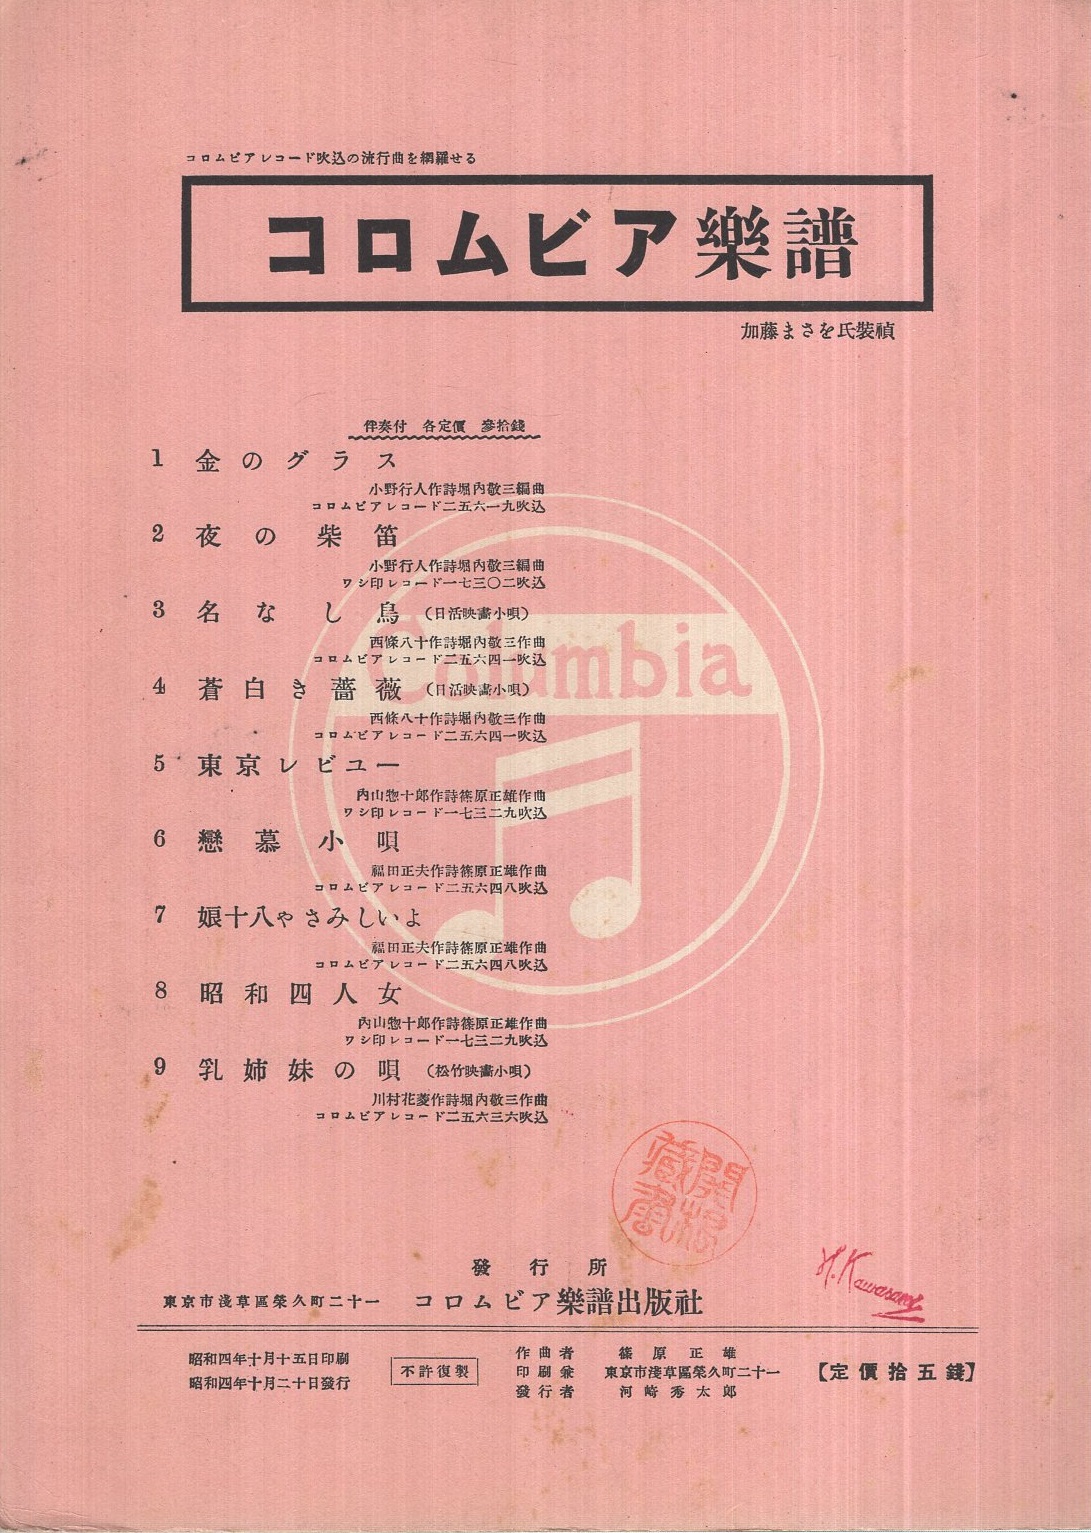 コロムビアレコード吹込の流行曲を網羅せる
コロムビア樂譜
加藤まさを氏裝禎
伴奏付 各定價 參拾錢
1 金のグラス
小野行人作詩堀内敬三編曲
コロムビアレコード二五六一九吹込
2 夜の柴笛
小野行人作詩堀内敬三編曲
ワシ印レコード一七三〇二吹込
3 名なし鳥 (日活映畫小唄)
西條八十作詩堀内敬三作曲
コロムビアレコード二五六四一吹込
4 蒼白き薔薇 (日活映畫小唄)
西條八十作詩堀内敬三作曲
コロムビアレコード二五六四一吹込
5 東京レビユー
内山惣十郎作詩篠原正雄作曲
ワシ印レコード一七三二九吹込
6 戀慕小唄
福田正夫作詩篠原正雄作曲
コロムビアレコード二五六四八吹込
7 娘十八ゃさみしいよ
福田正夫作詩篠原正雄作曲
コロムビアレコード二五六四八吹込
8 昭和四人女
内山惣十郎作詩篠原正雄作曲
ワシ印レコード一七三二九吹込
9 乳姉妹の唄 (松竹映畫小唄)
川村花菱作詩堀内敬三作曲
コロムビアレコード二五六三六吹込
Columbia
發行所
東京市淺草區榮久町二十一 コロムビア樂譜出版社
昭和四年十月十五日印刷
昭和四年十月二十日發行
不許復製
作曲者 篠原正雄
印刷兼 東京市淺草區榮久町二十一
發行者 河崎秀太郎
【定價拾五錢】